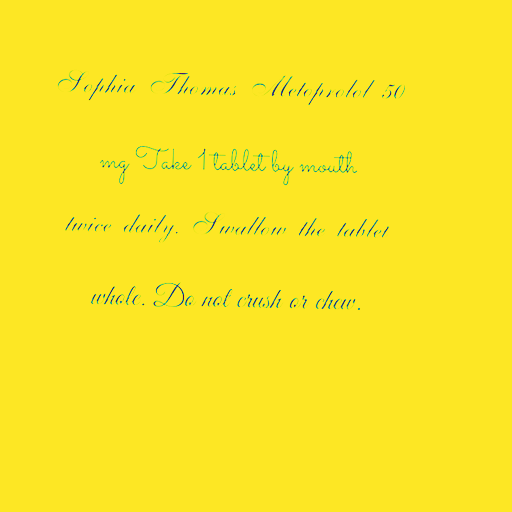 Sophia Thomas Metoprolol 50
mg Take 1 tablet by mouth
twice daily. Swallow the tablet
whole. Do not crush or chew.